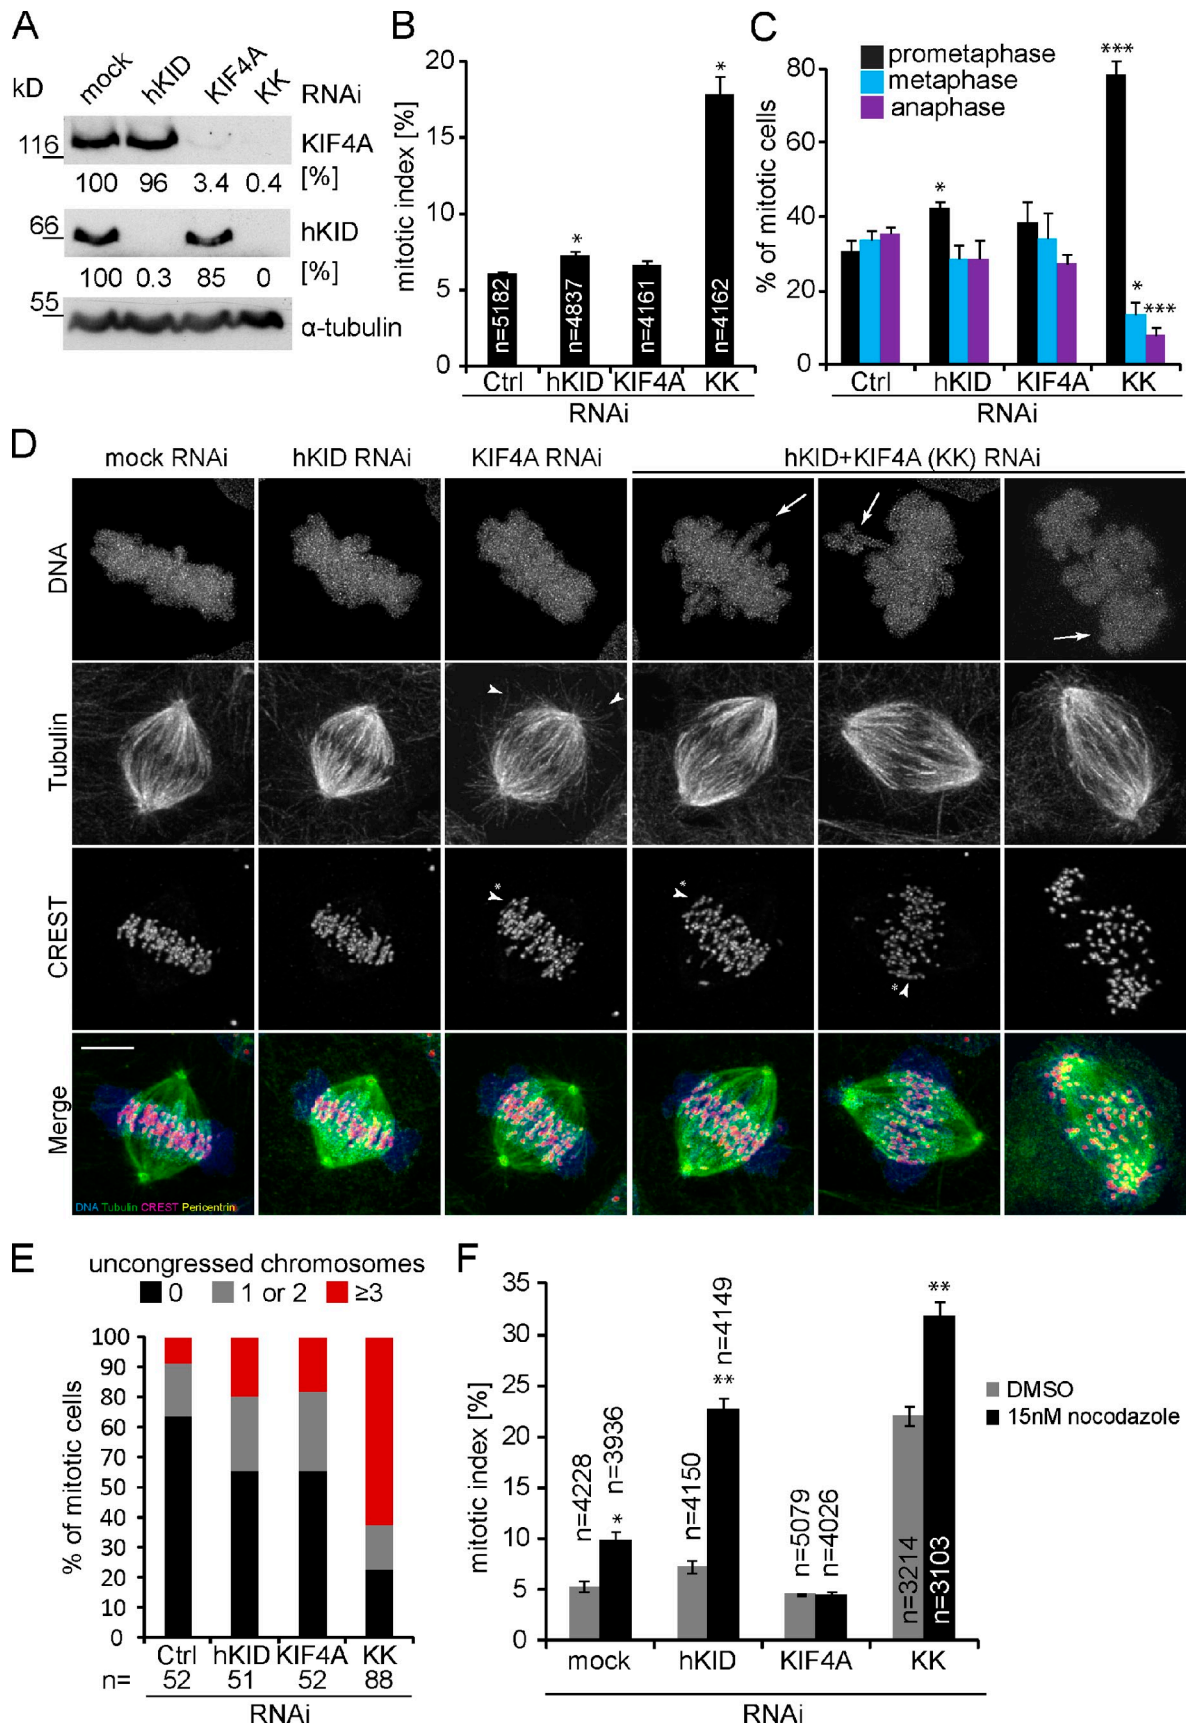 A
kD
mock
hKID
KIF4A
KK
RNAi
116
KIF4A
100 96 3.4 0.4 [%]
66
hKID
100 0.3 85 0 [%]
55
α-tubulin
B
mitotic index [%]
20
15
10
5
0
n=5182
n=4837
n=4161
n=4162
*
*
Ctrl hKID KIF4A KK
RNAi
C
prometaphase
metaphase
anaphase
% of mitotic cells
80
60
40
20
0
*
***
*
***
Ctrl hKID KIF4A KK
RNAi
D
mock RNAi
hKID RNAi
KIF4A RNAi
hKID+KIF4A (KK) RNAi
DNA
Tubulin
CREST
*
*
*
Merge
DNA Tubulin CREST Pericentrin
E
uncongressed chromosomes
0 1 or 2 ≥3
% of mitotic cells
100
90
80
60
70
50
40
30
20
10
0
Ctrl hKID KIF4A KK
n= 52 51 52 88
RNAi
F
mitotic index [%]
35
30
25
20
15
10
5
0
n=4228
n=3936
*
n=4150
n=4149
**
n=5079
n=4026
n=3214
n=3103
**
DMSO
15nM nocodazole
mock hKID KIF4A KK
RNAi